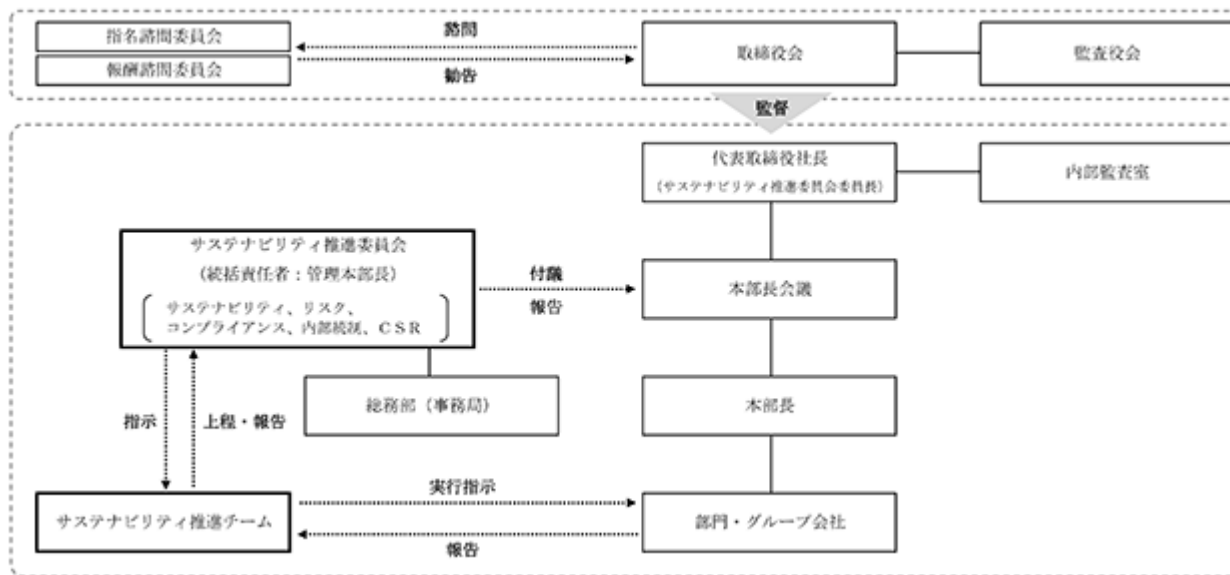 指名諮問委員会
諮問
取締役会
監査役会
報酬諮問委員会
勧告
監督
代表取締役社長
(サステナビリティ推進委員会委員長)
内部監査室
サステナビリティ推進委員会
(統括責任者：管理本部長)
サステナビリティ、リスク、
コンプライアンス、内部統制、CSR
付議
報告
本部長会議
総務部（事務局）
本部長
指示
上程・報告
サステナビリティ推進チーム
実行指示
報告
部門・グループ会社